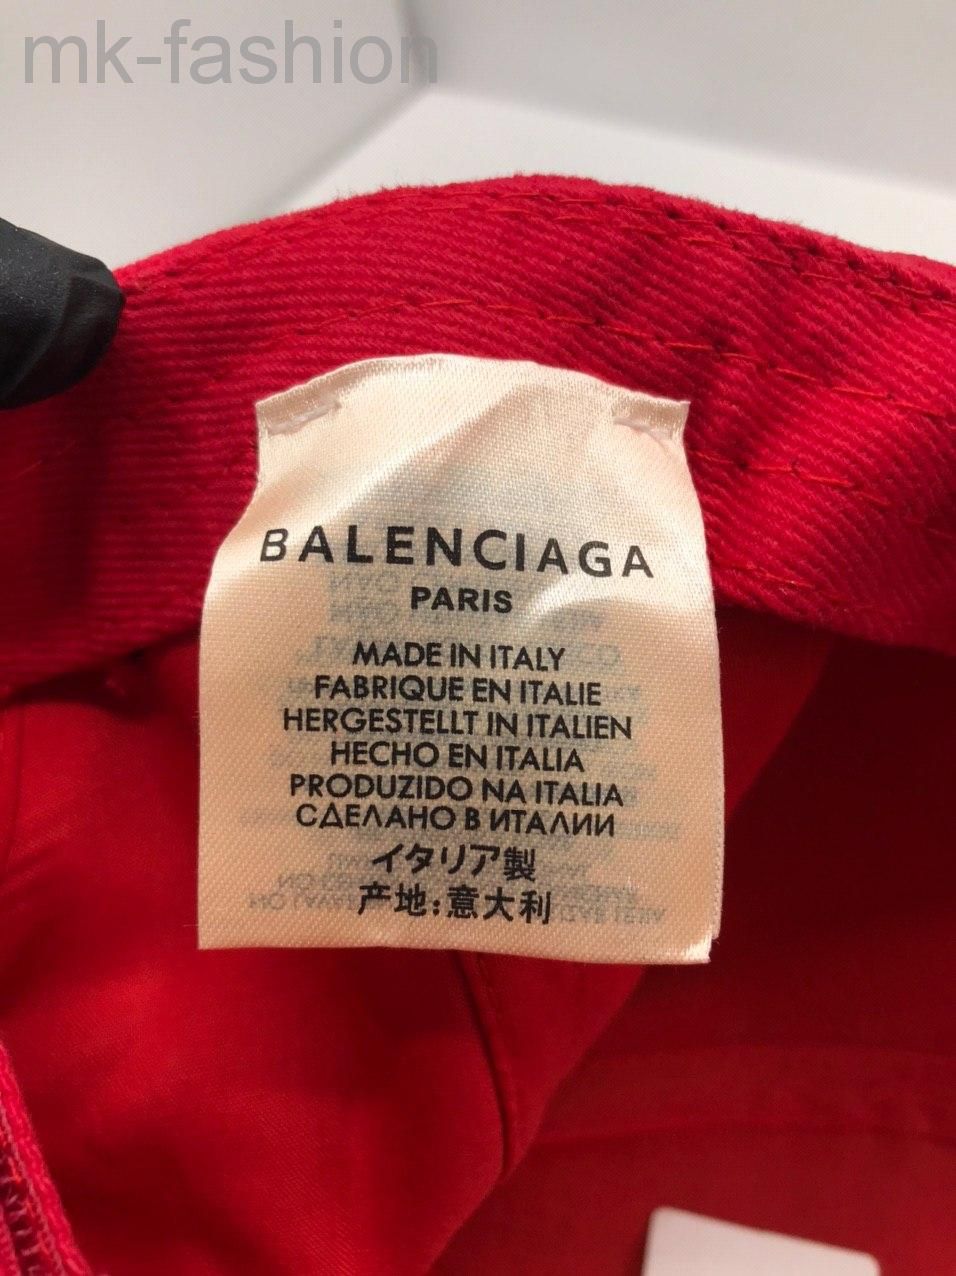 mk-fashion
BALENCIAGA
PARIS
MADE IN ITALY
FABRIQUE EN ITALIE
HERGESTELLT IN ITALIEN
HECHO EN ITALIA
PRODUZIDO NA ITALIA
СДЕЛАНО В ИТАЛИИ
イタリア製
产地:意大利